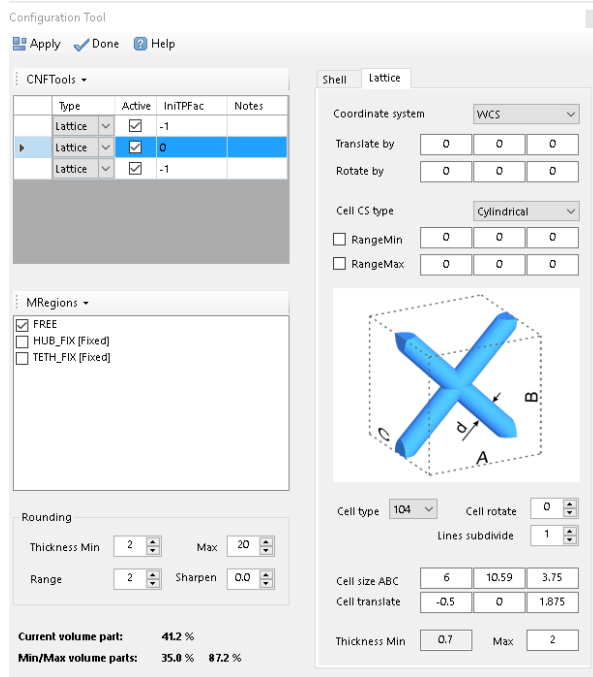 Configuration Tool
Apply Done Help
CNFTools
Type Active IniTPFac Notes
Lattice -1
Lattice 0
Lattice -1
MRegions
FREE
HUB_FIX [Fixed]
TETH_FIX [Fixed]
Rounding
Thickness Min 2 Max 20
Range 2 Sharpen 0.0
Current volume part: 41.2 %
Min/Max volume parts: 35.0 % 87.2 %
Shell Lattice
Coordinate system WCS
Translate by 0 0 0
Rotate by 0 0 0
Cell CS type Cylindrical
RangeMin 0 0 0
RangeMax 0 0 0
B
C d A
Cell type 104 Cell rotate 0
Lines subdivide 1
Cell size ABC 6 10.59 3.75
Cell translate -0.5 0 1.875
Thickness Min 0.7 Max 2